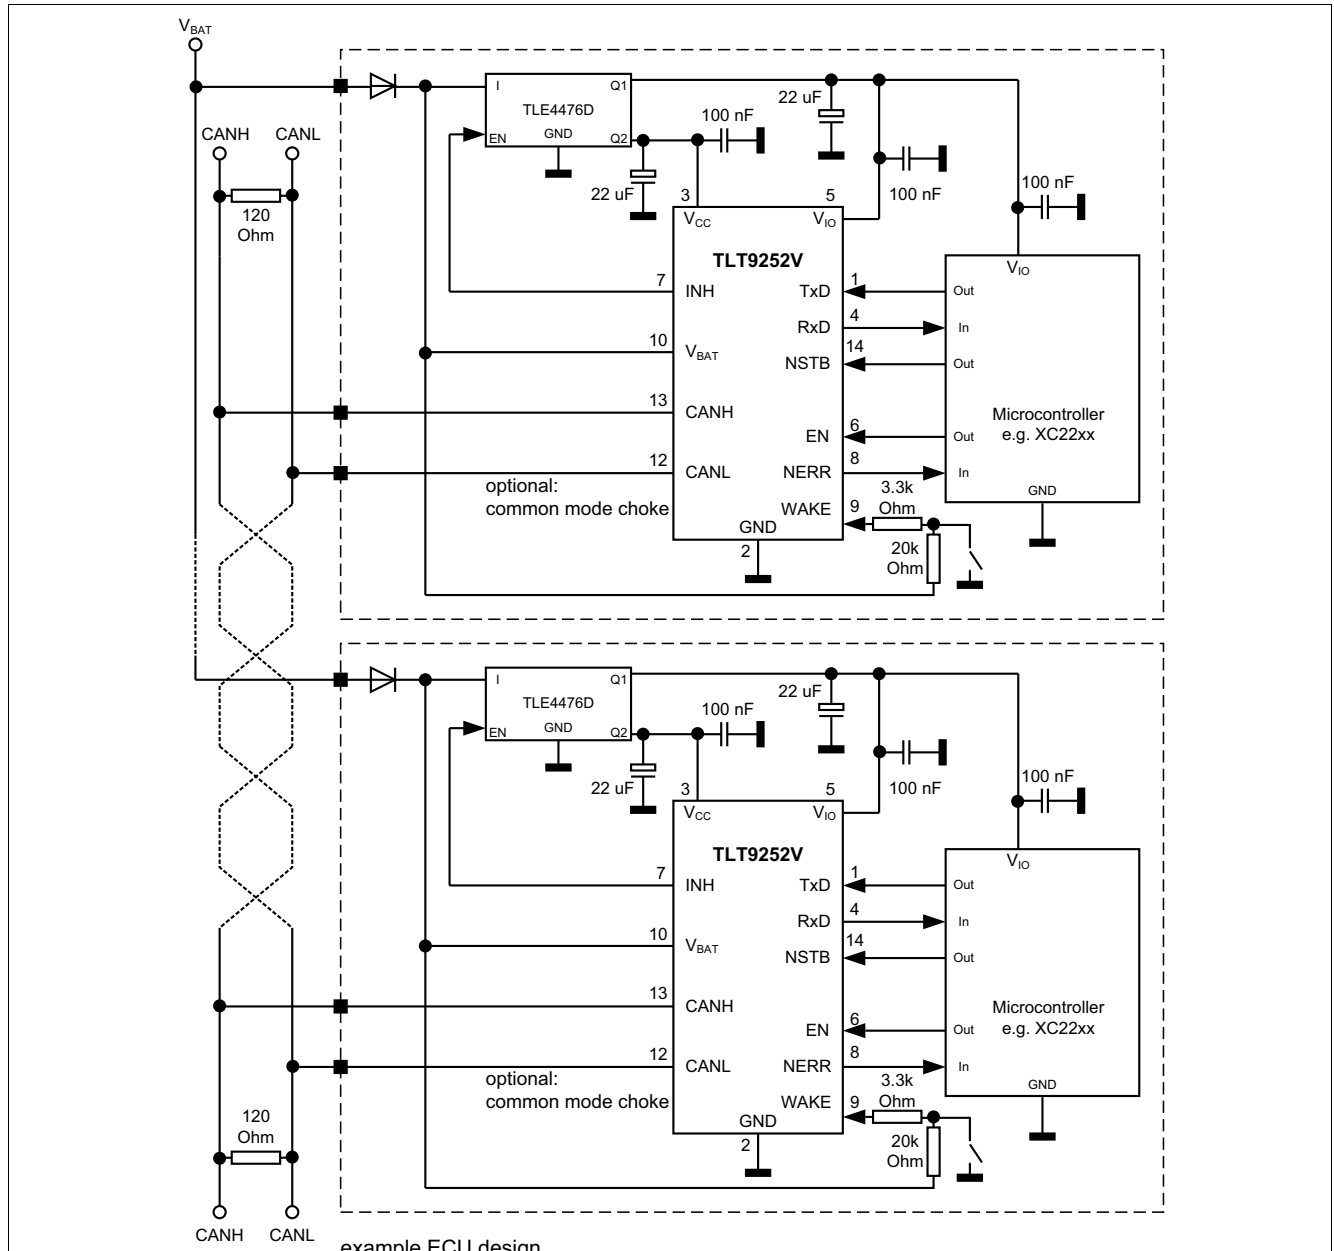 VBAT
CANH CANL
120
Ohm
I
Q1
TLE4476D
EN
GND
Q2
22 uF
100 nF
22 uF
100 nF
100 nF
3
5
VCC
VIO
TLT9252V
7
INH
10
VBAT
13
CANH
12
CANL
optional:
common mode choke
GND
2
TxD
1
RxD
4
NSTB
14
EN
6
NERR
8
WAKE
9
3.3k
Ohm
20k
Ohm
VIO
Out
In
Out
Microcontroller
e.g. XC22xx
Out
In
GND
I
Q1
TLE4476D
EN
GND
Q2
22 uF
100 nF
22 uF
100 nF
100 nF
3
5
VCC
VIO
TLT9252V
7
INH
10
VBAT
13
CANH
12
CANL
optional:
common mode choke
GND
2
TxD
1
RxD
4
NSTB
14
EN
6
NERR
8
WAKE
9
3.3k
Ohm
20k
Ohm
VIO
Out
In
Out
Microcontroller
e.g. XC22xx
Out
In
GND
120
Ohm
CANH CANL
example ECU design